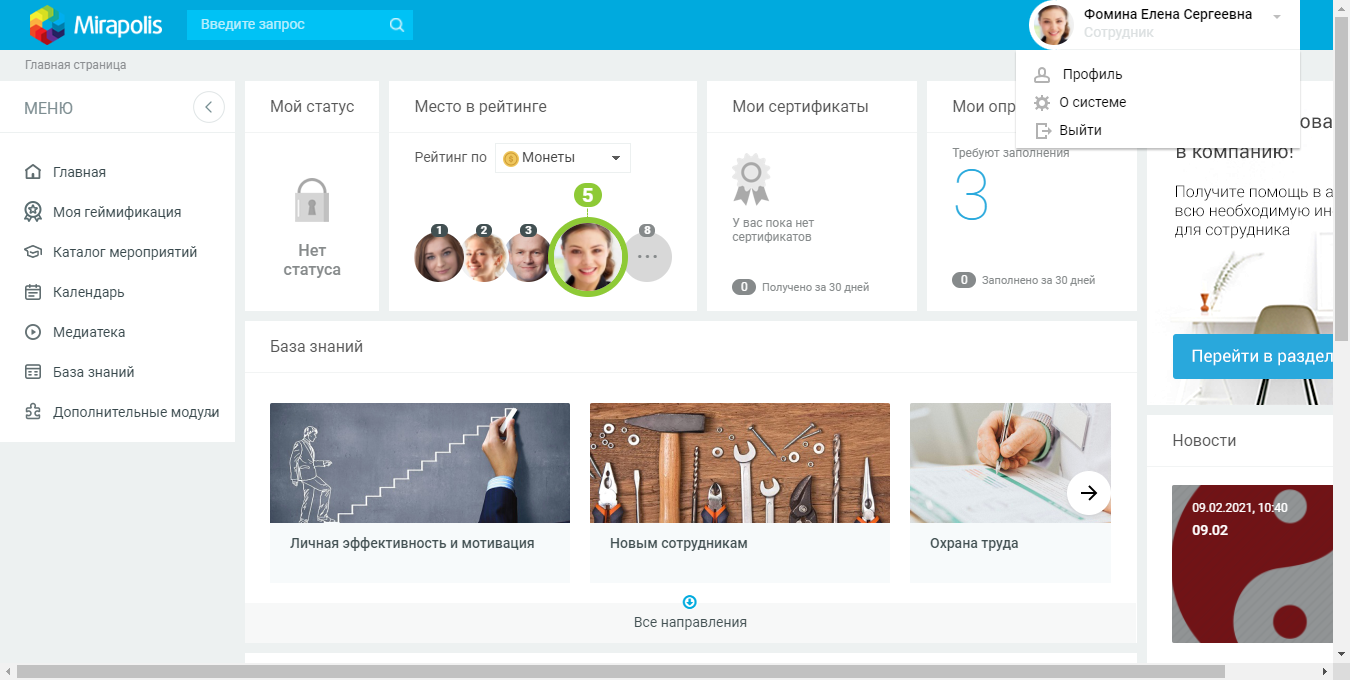 Mirapolis
Введите запрос
Фомина Елена Сергеевна
Сотрудник
Профиль
О системе
Выйти
Главная страница
МЕНЮ
Главная
Моя геймификация
Каталог мероприятий
Календарь
Медиатека
База знаний
Дополнительные модули
Мой статус
Нет
статуса
Место в рейтинге
Рейтинг по
Монеты
5
1
2
3
8
Мои сертификаты
У вас пока нет
сертификатов
0 Получено за 30 дней
Мои
Требуют заполнения
3
0 Заполнено за 30 дней
в компанию!
Получите помощь в
всю необходимую
для сотрудника
Перейти в
База знаний
Личная эффективность и мотивация
Новым сотрудникам
Охрана труда
Все направления
Новости
09.02.2021, 10:40
09.02